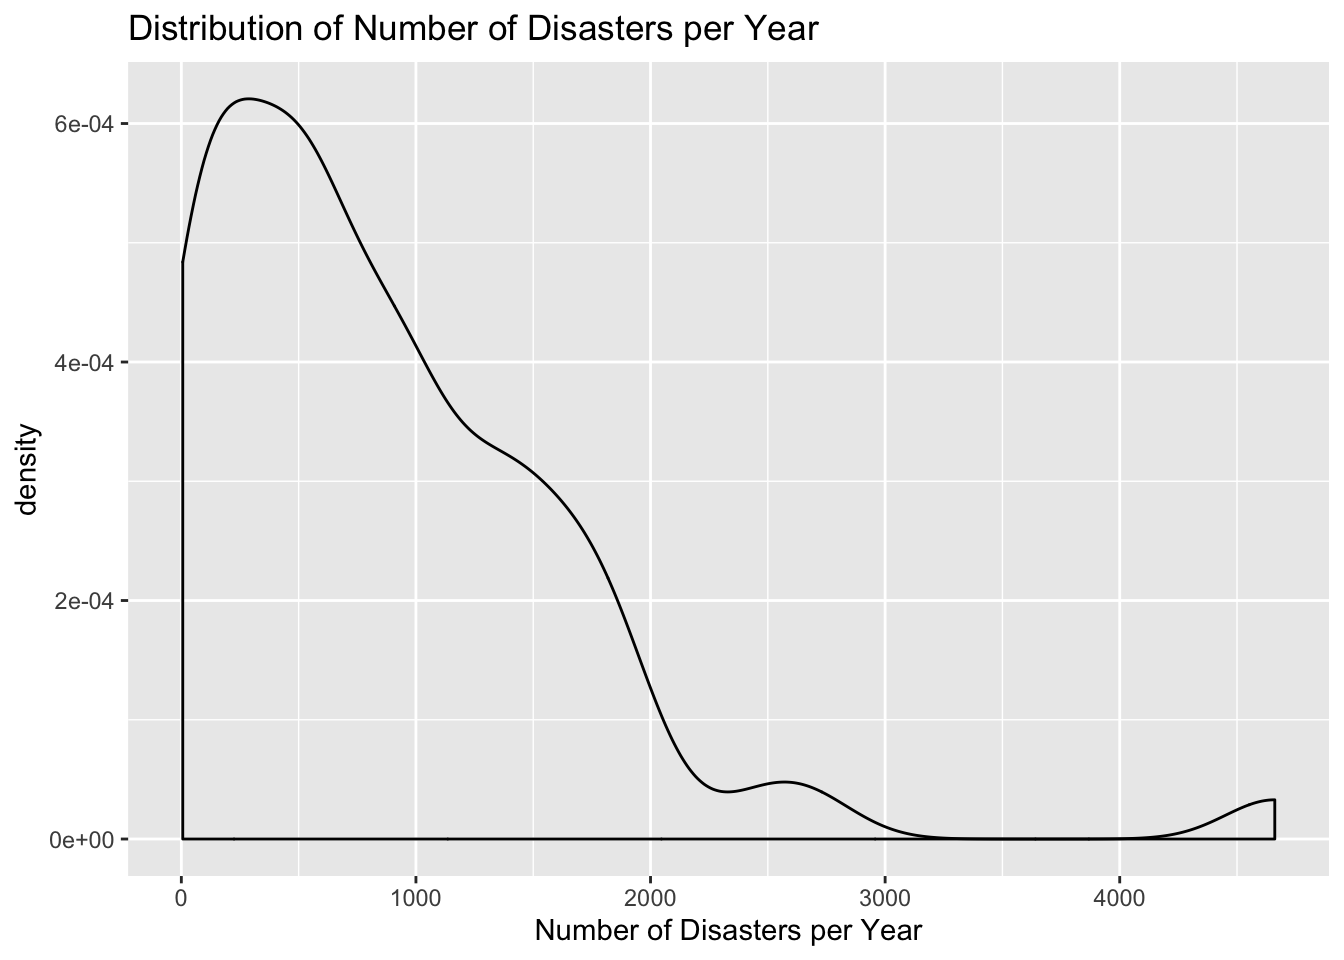 Distribution of Number of Disasters per Year
6e-04
4e-04
2e-04
0e+00
density
0 1000 2000 3000 4000
Number of Disasters per Year